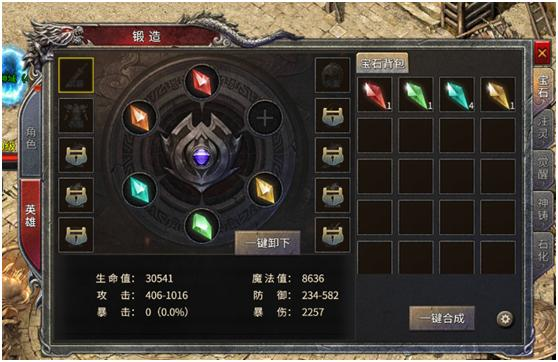 锻造
宝石背包
1
1
4
1
角色
英雄
宝石
注灵
觉醒
神铸
石化
一键卸下
生命值： 30541
魔法值： 8636
攻 击： 406-1016
防 御： 234-582
暴 击： 0 (0.0%)
暴 伤： 2257
一键合成